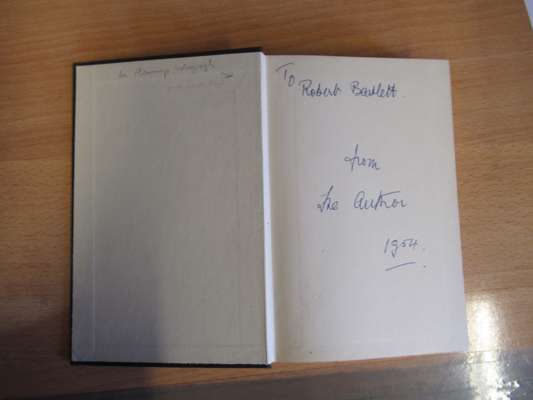 To
Robert Bartlett.
from
The Author
1954.